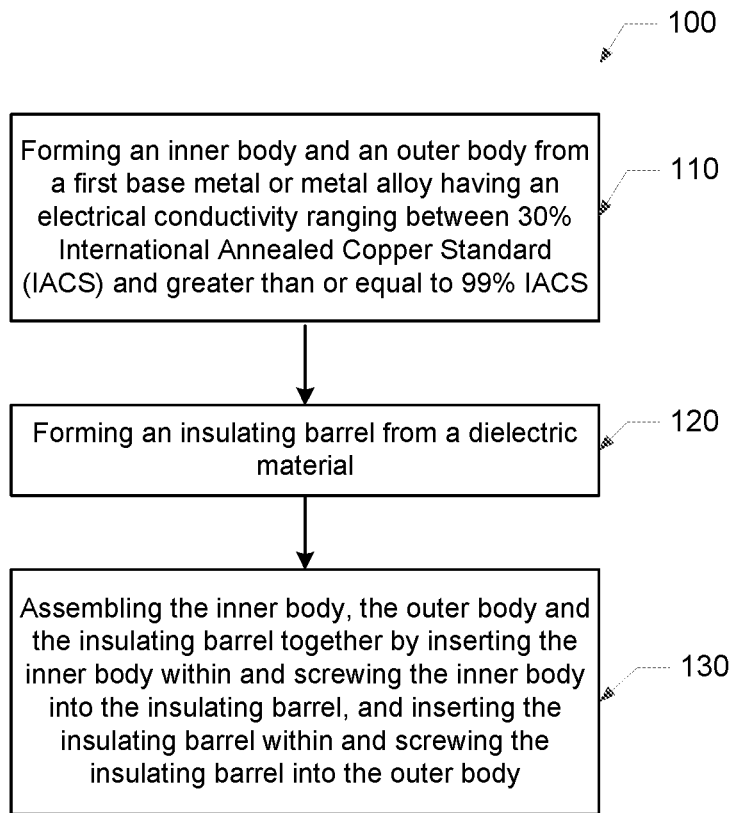 100
Forming an inner body and an outer body from
a first base metal or metal alloy having an
electrical conductivity ranging between 30%
International Annealed Copper Standard
(IACS) and greater than or equal to 99% IACS
110
Forming an insulating barrel from a dielectric
material
120
Assembling the inner body, the outer body and
the insulating barrel together by inserting the
inner body within and screwing the inner body
into the insulating barrel, and inserting the
insulating barrel within and screwing the
insulating barrel into the outer body
130